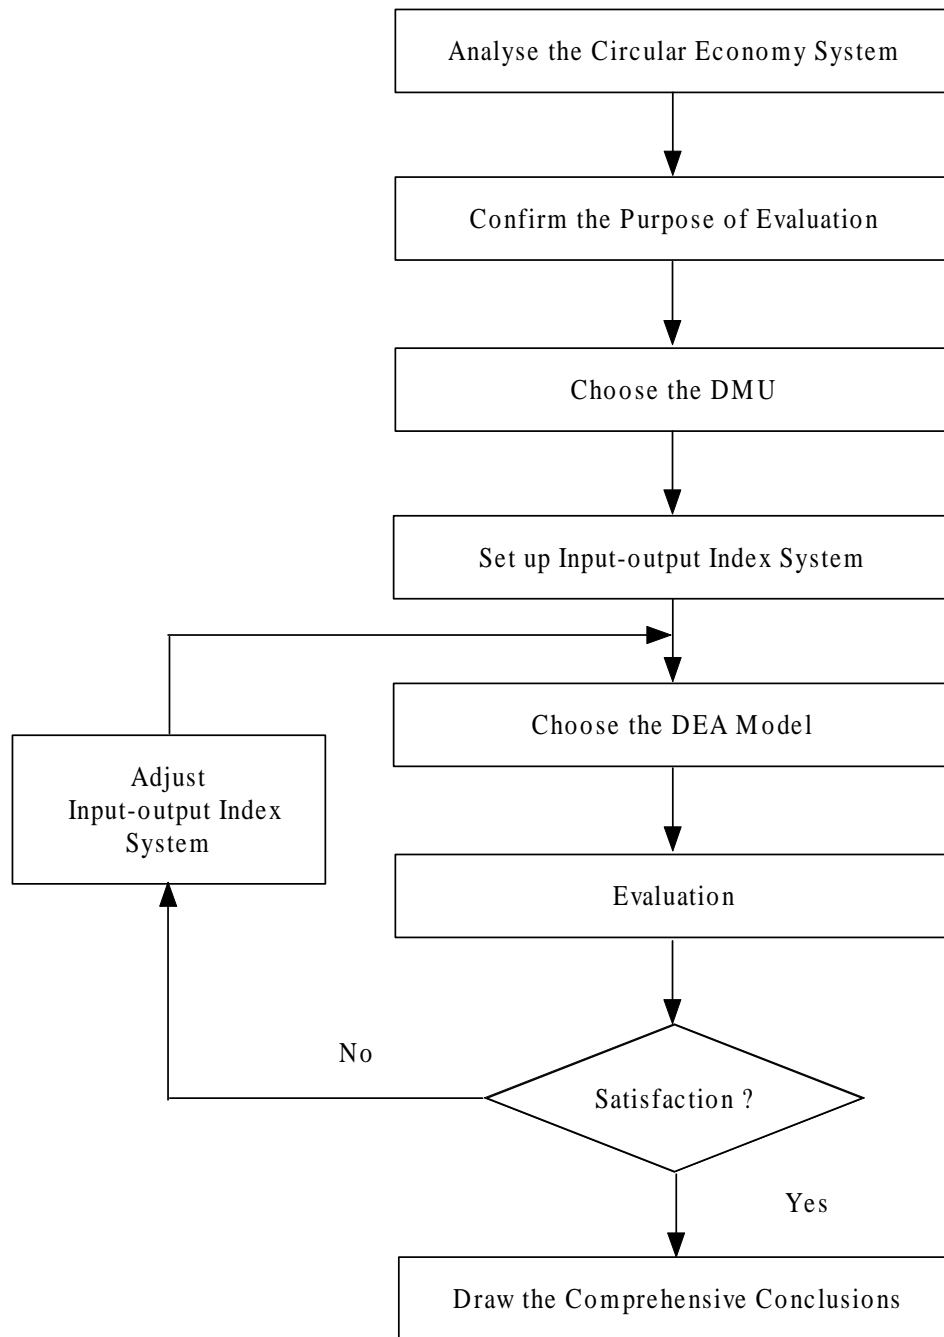 Analyse the Circular Economy System
Confirm the Purpose of Evaluation
Choose the DMU
Set up Input-output Index System
Choose the DEA Model
Adjust
Input-output Index
System
Evaluation
No
Satisfaction ?
Yes
Draw the Comprehensive Conclusions